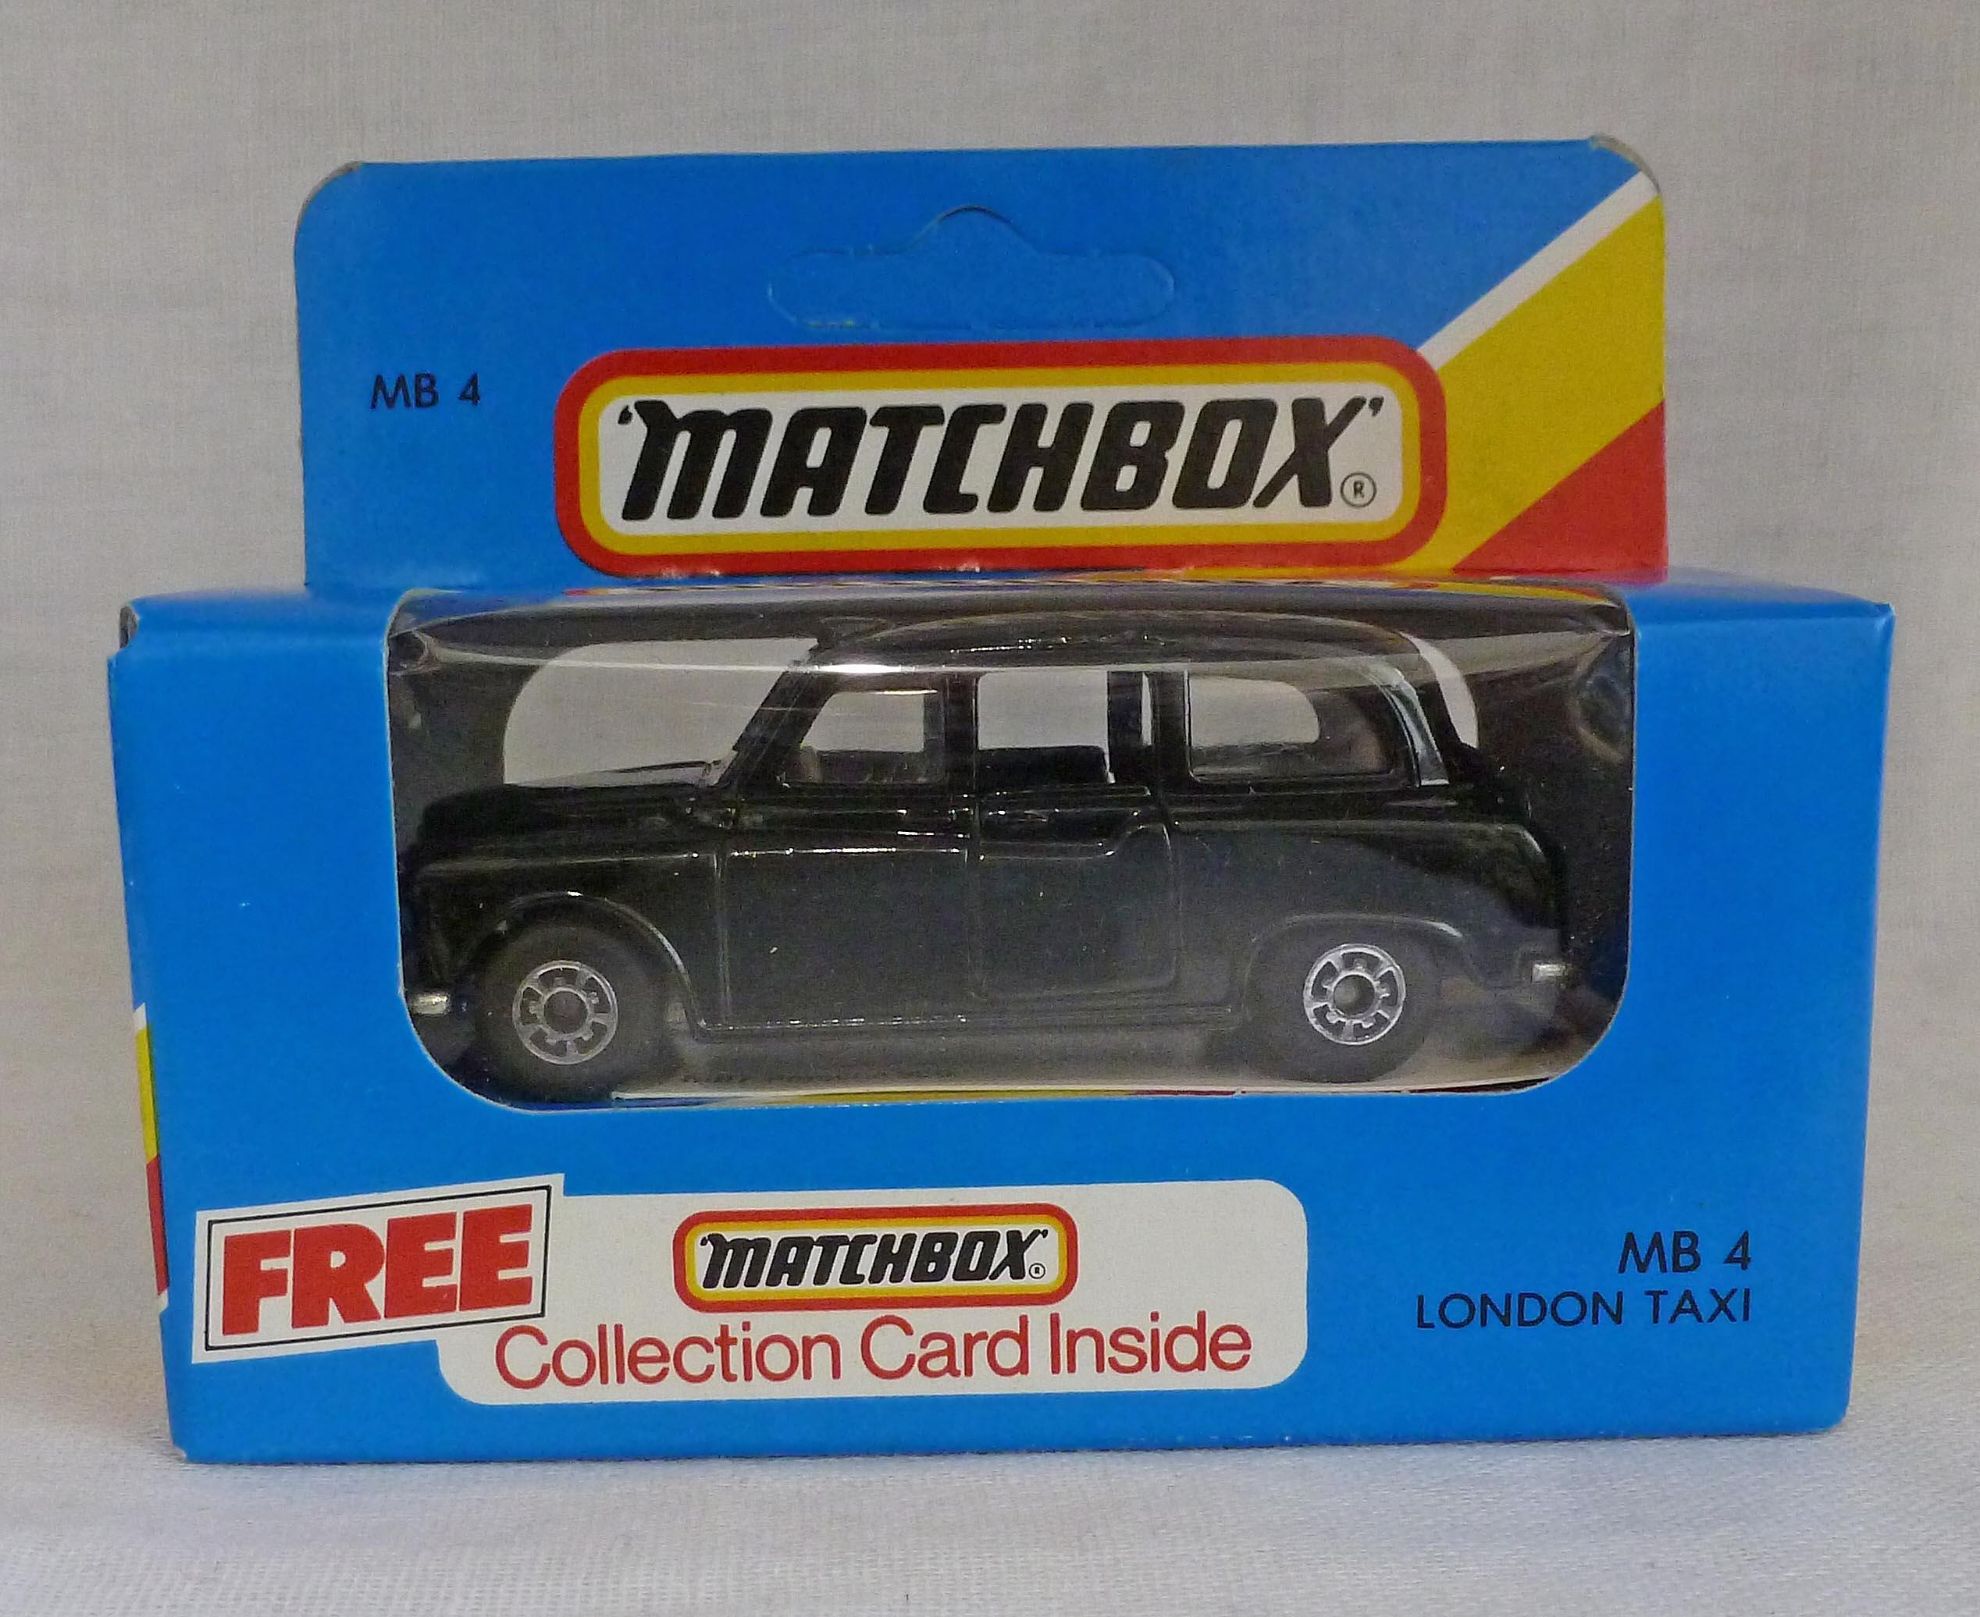 MB 4
'MATCHBOX'®
FREE
'MATCHBOX'®
Collection Card Inside
MB 4
LONDON TAXI